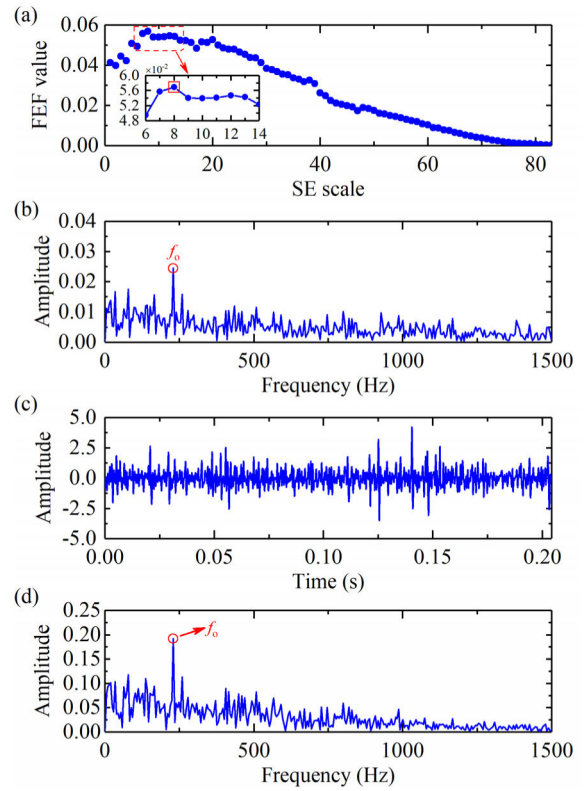 (a)
0.06
0.04
0.02
0.00
FEF value
×10⁻²
6.0
5.6
5.2
4.8
6 8 10 12 14
0 20 40 60 80
SE scale
(b)
0.04
0.03
0.02
0.01
0.00
Amplitude
fₒ
500 1000 1500
Frequency (Hz)
(c)
5.0
2.5
0.0
-2.5
-5.0
Amplitude
0.00 0.05 0.10 0.15 0.20
Time (s)
(d)
0.25
0.20
0.15
0.10
0.05
0.00
Amplitude
fₒ
500 1000 1500
Frequency (Hz)